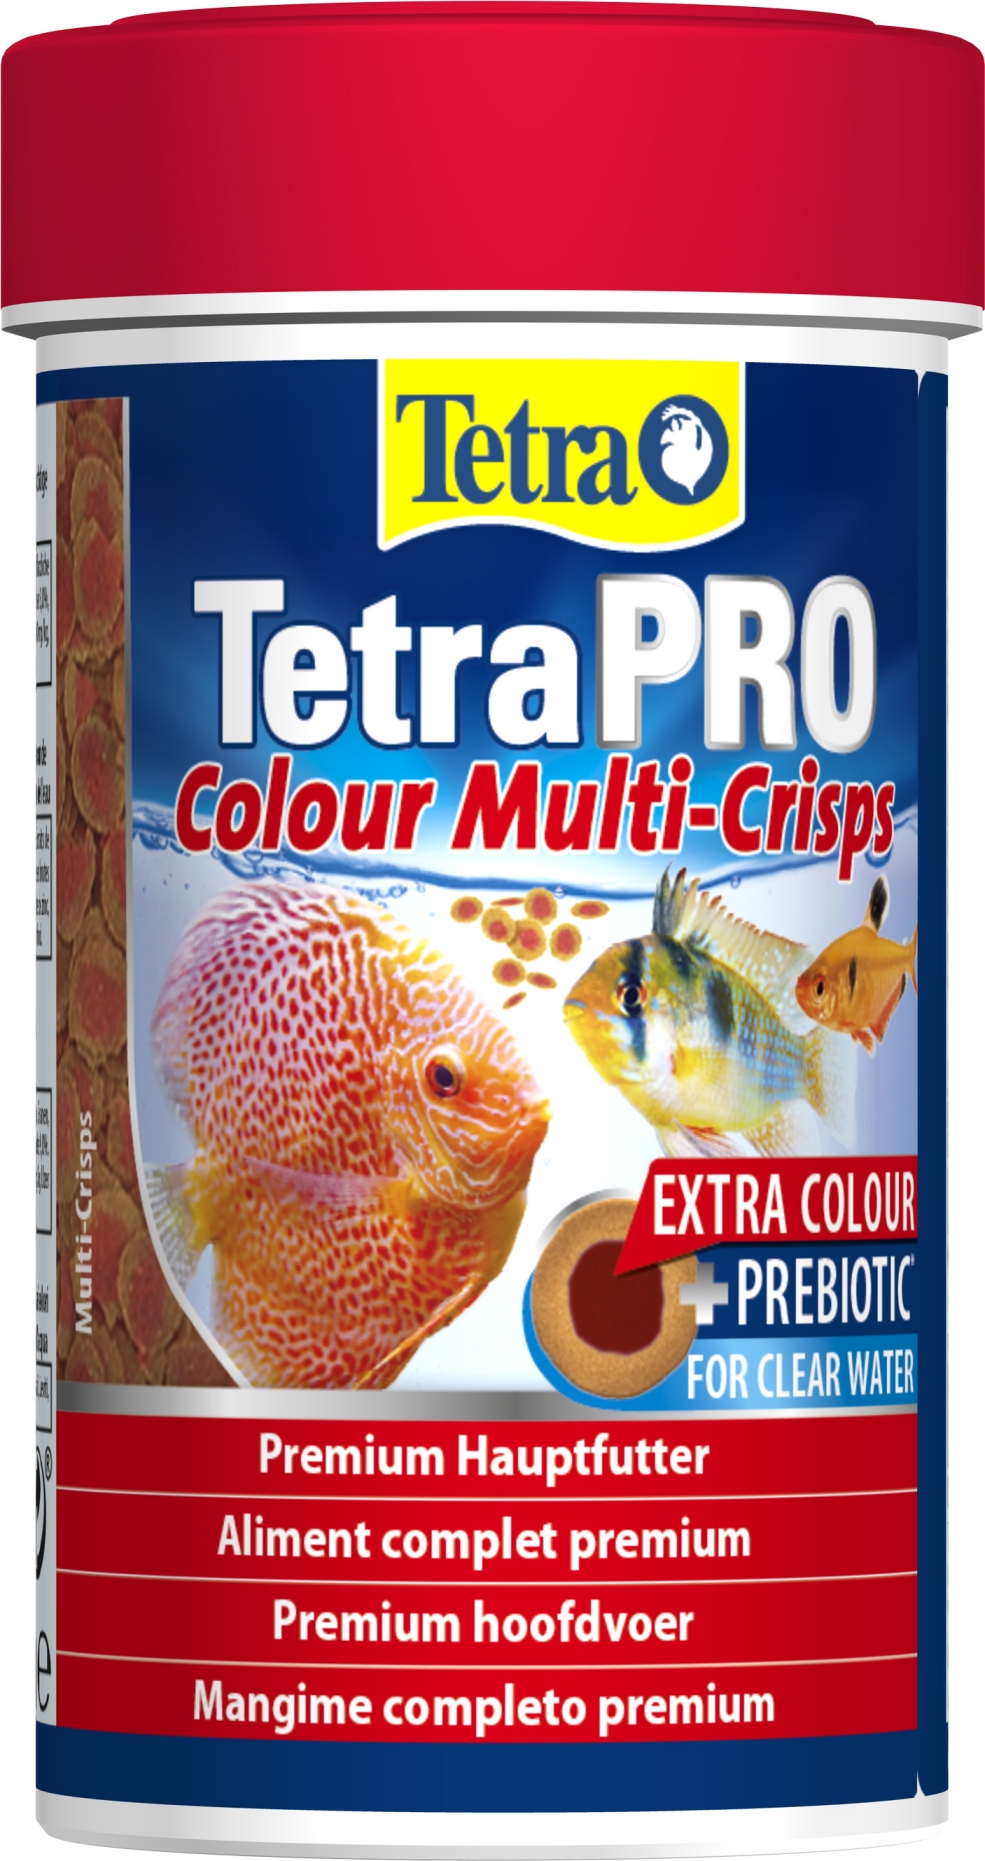 Tetra
TetraPRO
Colour Multi-Crisps
Multi-Crisps
EXTRA COLOUR
+ PREBIOTIC*
FOR CLEAR WATER
Premium Hauptfutter
Aliment complet premium
Premium hoofdvoer
Mangime completo premium
®
e